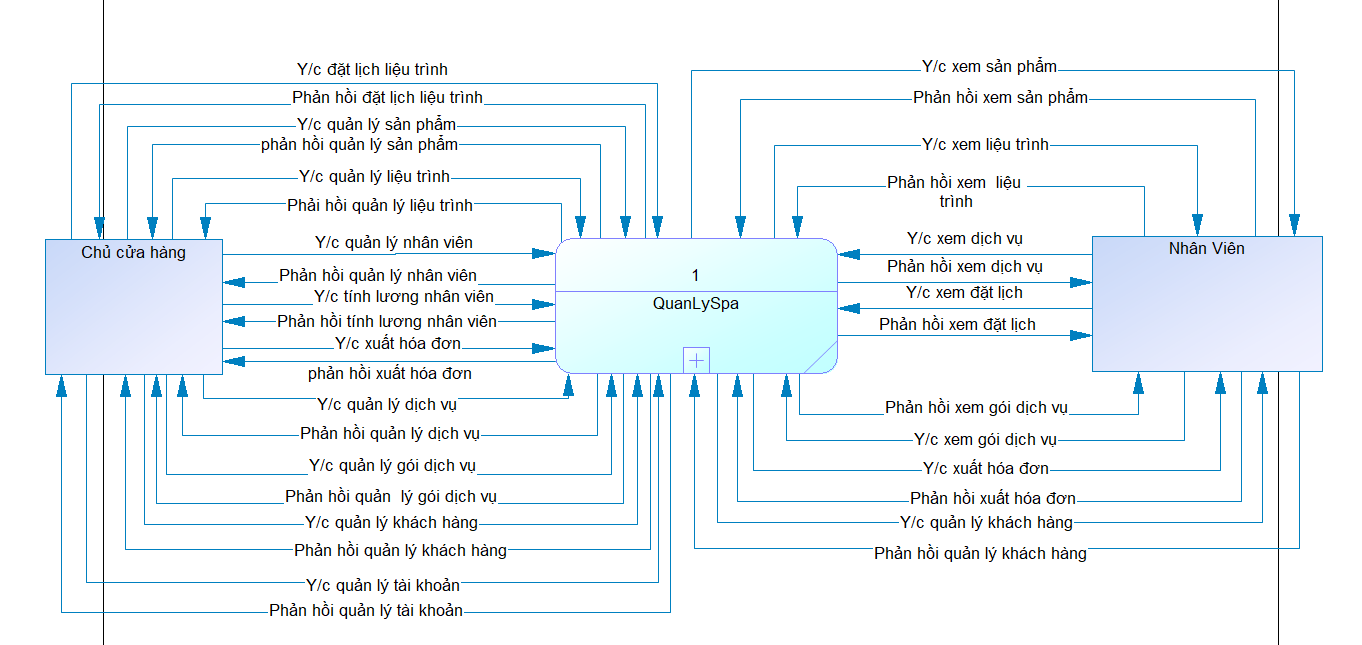 Y/c đặt lịch liệu trình
Phản hồi đặt lịch liệu trình
Y/c quản lý sản phẩm
phản hồi quản lý sản phẩm
Y/c quản lý liệu trình
Phải hồi quản lý liệu trình
Y/c quản lý nhân viên
Phản hồi quản lý nhân viên
Y/c tính lương nhân viên
Phản hồi tính lương nhân viên
Y/c xuất hóa đơn
phản hồi xuất hóa đơn
Y/c quản lý dịch vụ
Phản hồi quản lý dịch vụ
Y/c quản lý gói dịch vụ
Phản hồi quản  lý gói dịch vụ
Y/c quản lý khách hàng
Phản hồi quản lý khách hàng
Y/c quản lý tài khoản
Phản hồi quản lý tài khoản
Chủ cửa hàng
1
QuanLySpa
Nhân Viên
Y/c xem sản phẩm
Phản hồi xem sản phẩm
Y/c xem liệu trình
Phản hồi xem  liệu
trình
Y/c xem dịch vụ
Phản hồi xem dịch vụ
Y/c xem đặt lịch
Phản hồi xem đặt lịch
Phản hồi xem gói dịch vụ
Y/c xem gói dịch vụ
Y/c xuất hóa đơn
Phản hồi xuất hóa đơn
Y/c quản lý khách hàng
Phản hồi quản lý khách hàng